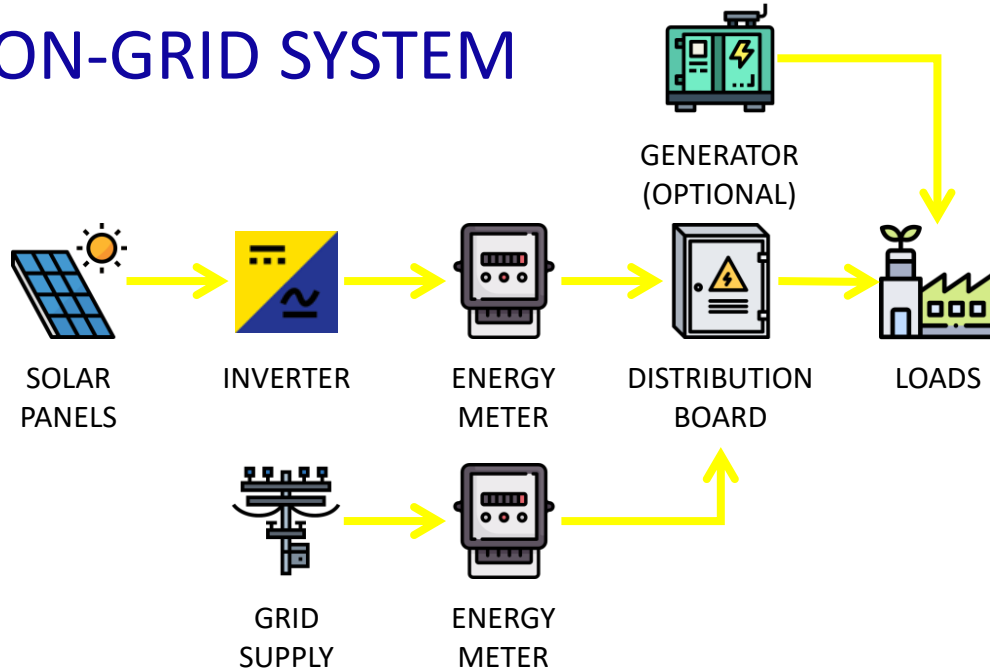 ON-GRID SYSTEM
GENERATOR
(OPTIONAL)
SOLAR
PANELS
INVERTER
ENERGY
METER
DISTRIBUTION
BOARD
LOADS
GRID
SUPPLY
ENERGY
METER